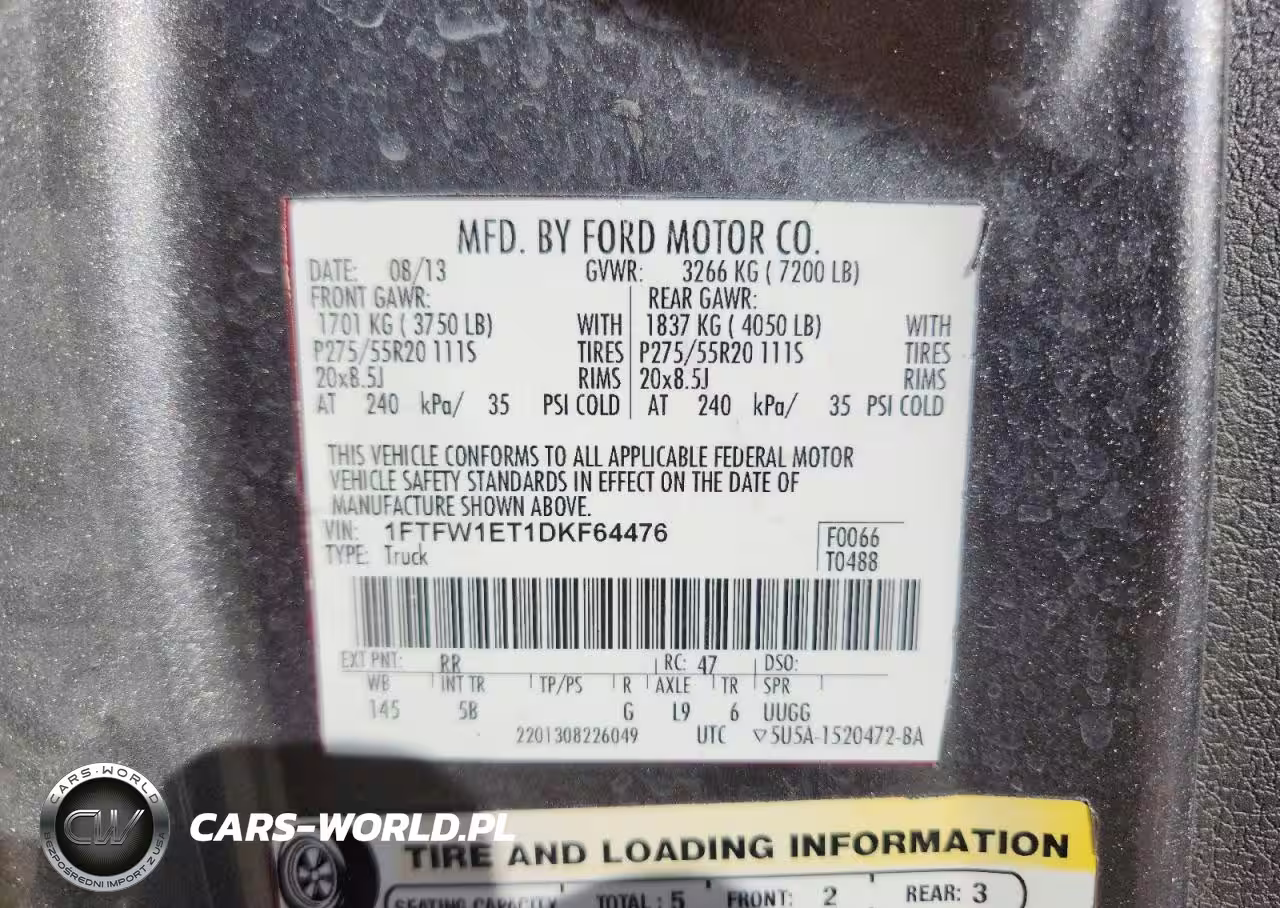 MFD. BY FORD MOTOR CO.
DATE: 08/13 GVWR: 3266 KG ( 7200 LB)
FRONT GAWR: REAR GAWR:
1701 KG ( 3750 LB) WITH 1837 KG ( 4050 LB) WITH
P275/55R20 111S TIRES P275/55R20 111S TIRES
20x8.5J RIMS 20x8.5J RIMS
AT 240 kPa/ 35 PSI COLD AT 240 kPa/ 35 PSI COLD
THIS VEHICLE CONFORMS TO ALL APPLICABLE FEDERAL MOTOR
VEHICLE SAFETY STANDARDS IN EFFECT ON THE DATE OF
MANUFACTURE SHOWN ABOVE.
VIN: 1FTFW1ET1DKF64476 F0066
TYPE: Truck T0488
EXT PNT: RR RC: 47 DSO:
WB INT TR TP/PS R AXLE TR SPR
145 5B G L9 6 UUGG
2201308226049 UTC ▽5U5A-1520472-BA
CARS-WORLD
CW
BEZPOŚREDNI IMPORT Z USA
CARS-WORLD.PL
TIRE AND LOADING INFORMATION
SEATING CAPACITY TOTAL : 5 FRONT: 2 REAR: 3